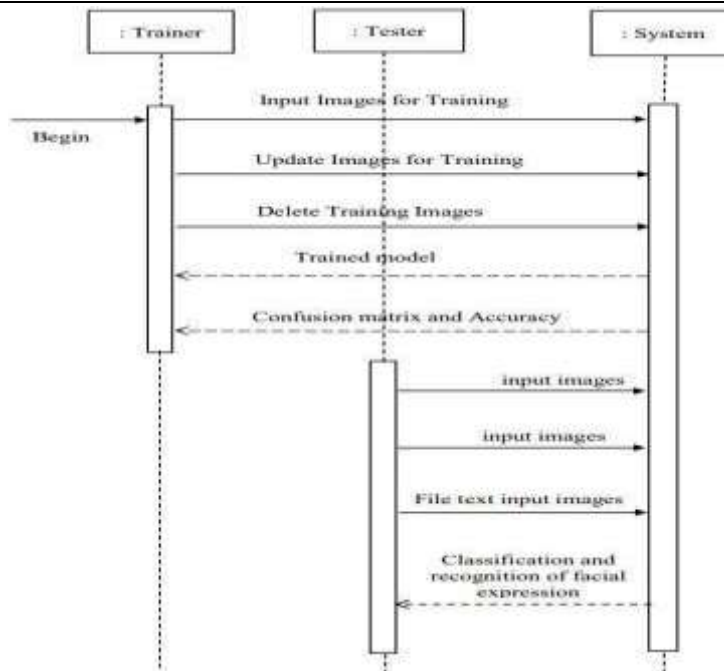 : Trainer
: Tester
: System
Input Images for Training
Begin
Update Images for Training
Delete Training Images
Trained model
Confusion matrix and Accuracy
input images
input images
File text input images
Classification and
recognition of facial
expression